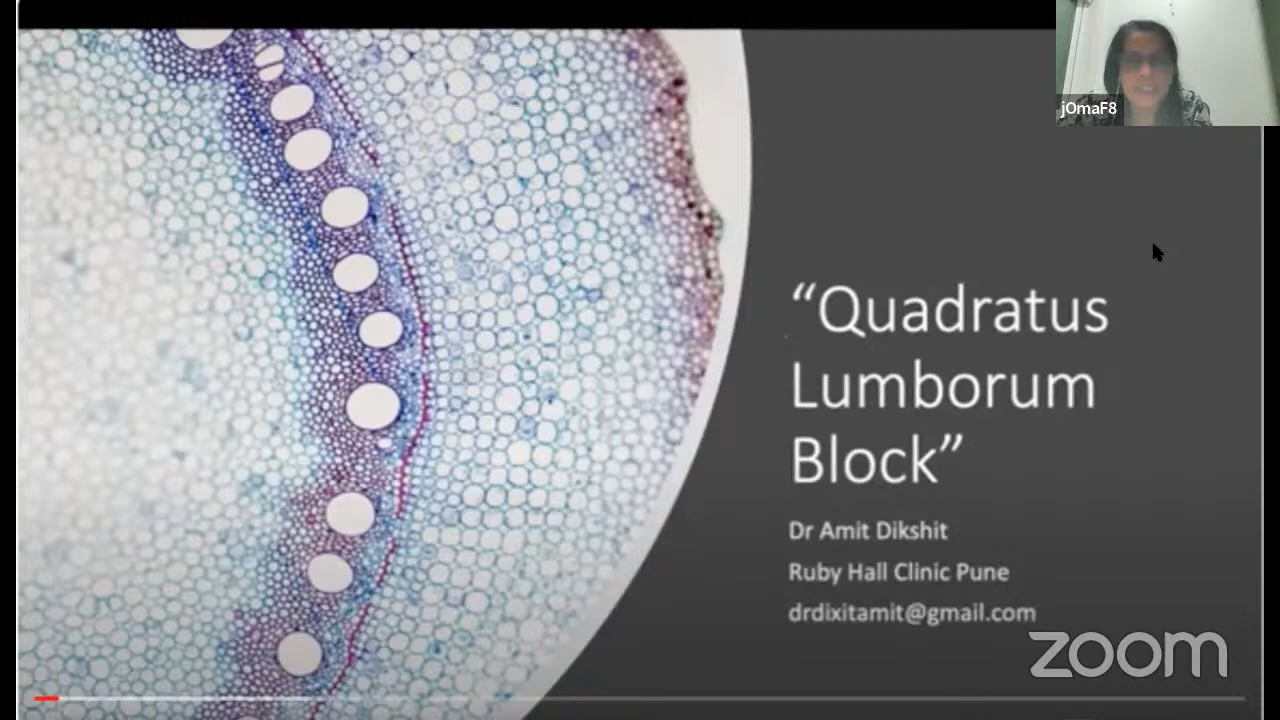 jOmaF8
“Quadratus
Lumborum
Block”
Dr Amit Dikshit
Ruby Hall Clinic Pune
drdixitamit@gmail.com
zoom